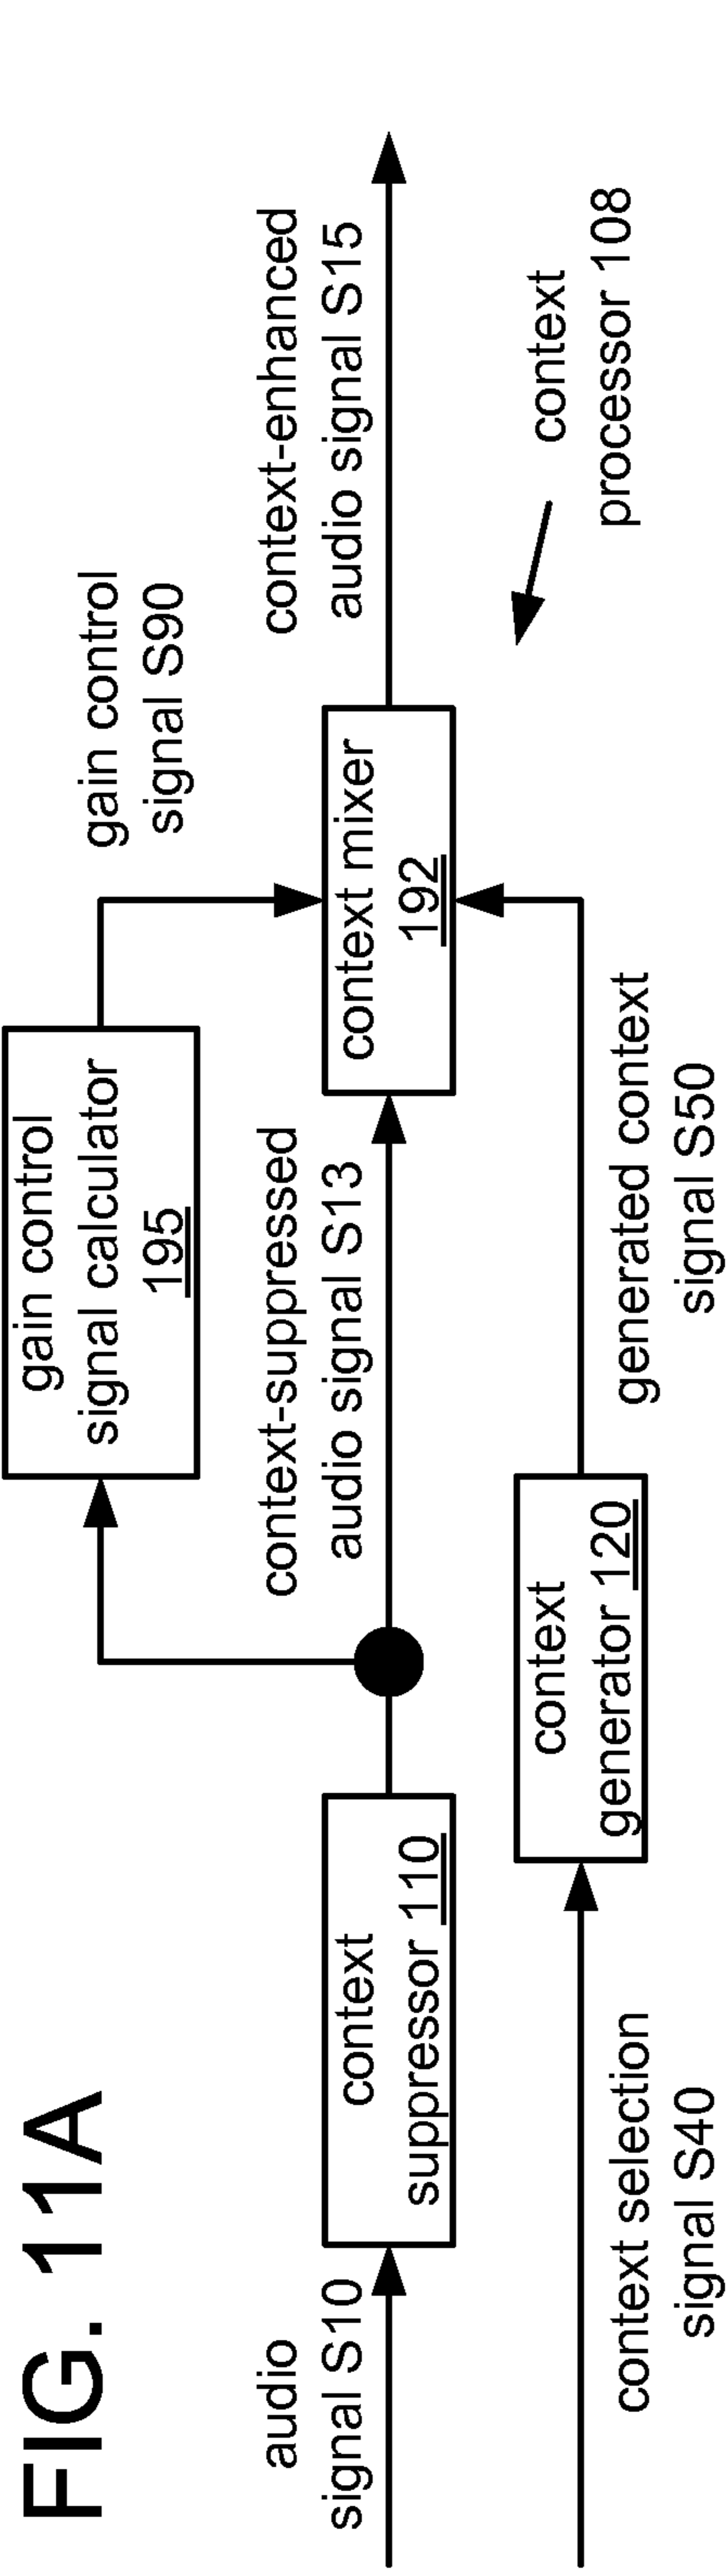 FIG. 11A
gain control
signal calculator
195
gain control
signal S90
audio
signal S10
context
suppressor 110
context-suppressed
audio signal S13
context mixer
192
context-enhanced
audio signal S15
context selection
signal S40
context
generator 120
generated context
signal S50
context
processor 108